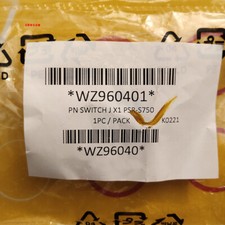 *WZ960401*
PN SWITCH J X1 PSR-S750
1PC / PACK
K0221
*WZ96040*